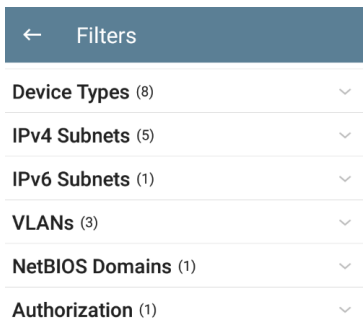 Filters
Device Types (8)
IPv4 Subnets (5)
IPv6 Subnets (1)
VLANs (3)
NetBIOS Domains (1)
Authorization (1)